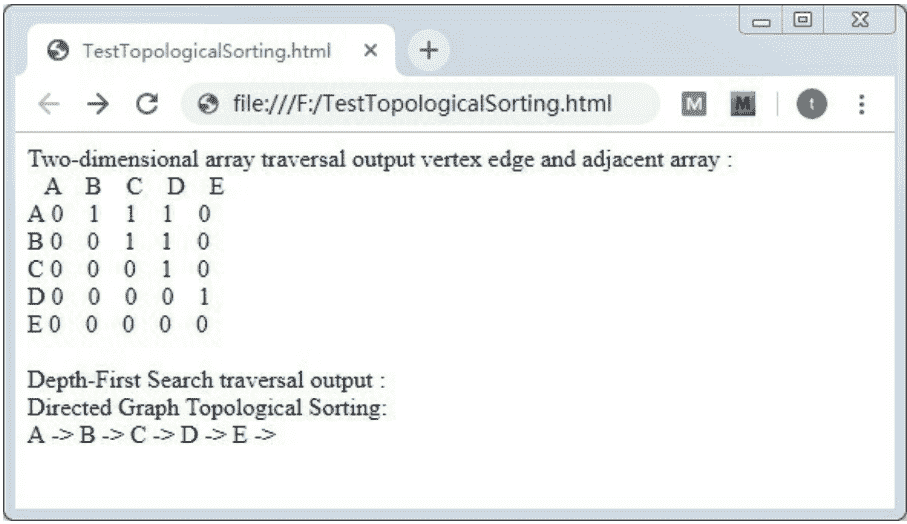 TestTopologicalSorting.html
file:///F:/TestTopologicalSorting.html
M
M
t
Two-dimensional array traversal output vertex edge and adjacent array :
A B C D E
A 0 1 1 1 0
B 0 0 1 1 0
C 0 0 0 1 0
D 0 0 0 0 1
E 0 0 0 0 0
Depth-First Search traversal output :
Directed Graph Topological Sorting:
A -> B -> C -> D -> E ->